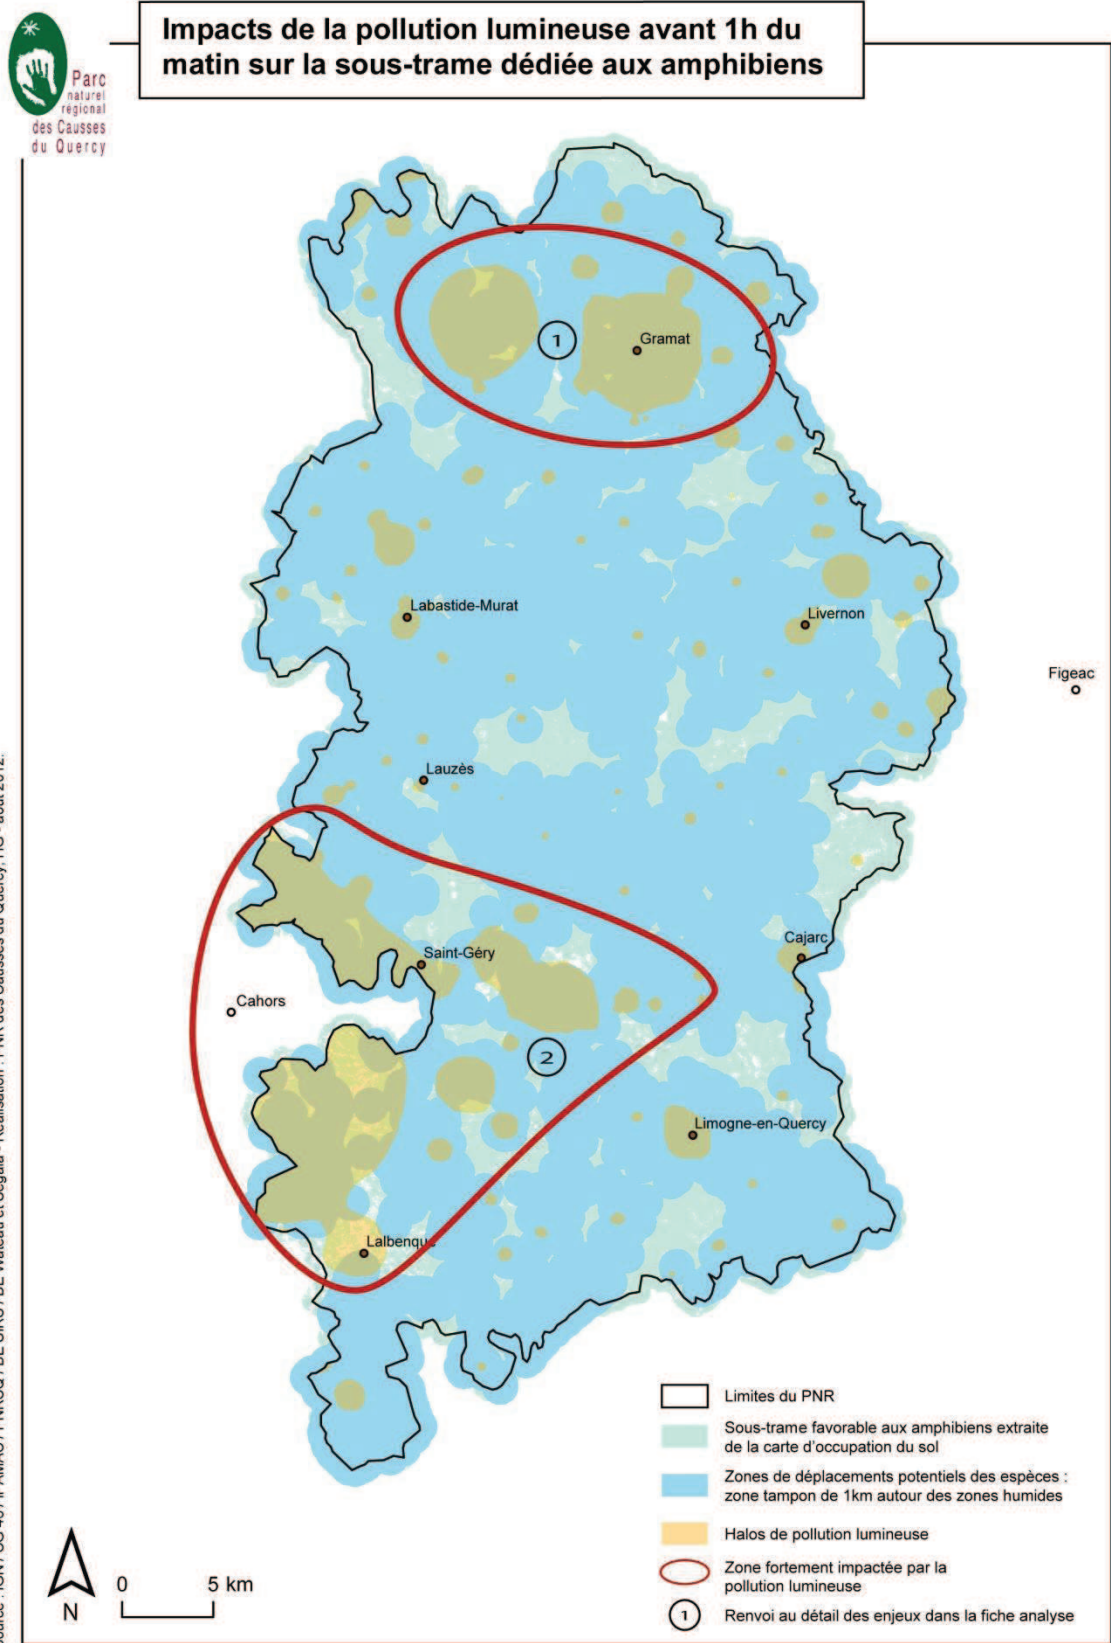 Impacts de la pollution lumineuse avant 1h du
matin sur la sous-trame dédiée aux amphibiens
Parc
naturel
régional
des Causses
du Quercy
Gramat
1
Labastide-Murat
Livernon
Figeac
Lauzès
Saint-Géry
Cajarc
Cahors
2
Limogne-en-Quercy
Lalbenque
Limites du PNR
Sous-trame favorable aux amphibiens extraite
de la carte d'occupation du sol
Zones de déplacements potentiels des espèces :
zone tampon de 1km autour des zones humides
Halos de pollution lumineuse
Zone fortement impactée par la
pollution lumineuse
1
Renvoi au détail des enjeux dans la fiche analyse
N
0
5 km